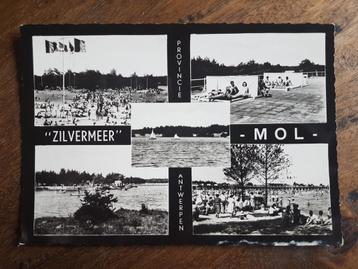 PROVINCIE
"ZILVERMEER"
- MOL -
ANTWERPEN